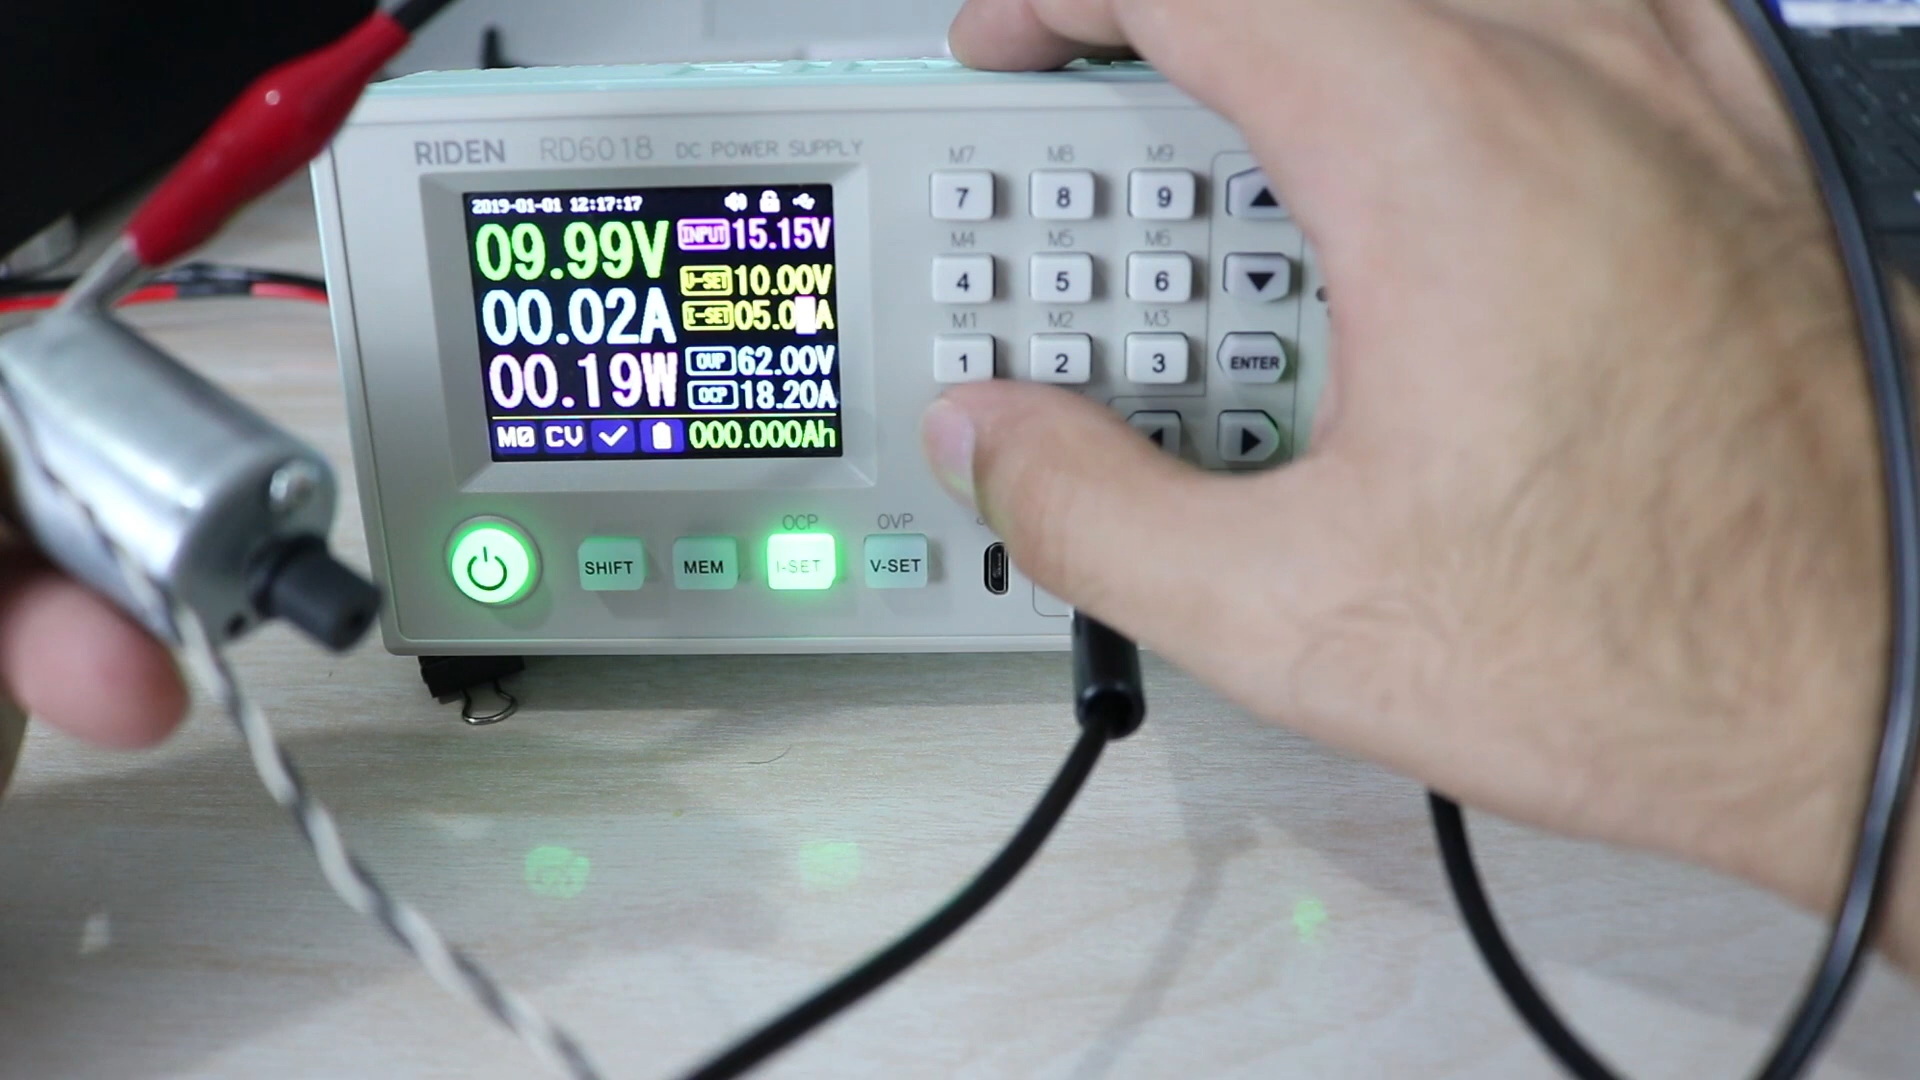 RIDEN RD6018 DC POWER SUPPLY
2019-01-01 12:17:17
09.99V
00.02A
00.19W
INPUT 15.15V
U-SET 10.00V
I-SET 05.0 A
OVP 62.00V
OCP 18.20A
M0 CV 000.000Ah
M7 M8 M9
7 8 9
M4 M5 M6
4 5 6
M1 M2 M3
1 2 3 ENTER
OCP OVP
SHIFT MEM I-SET V-SET